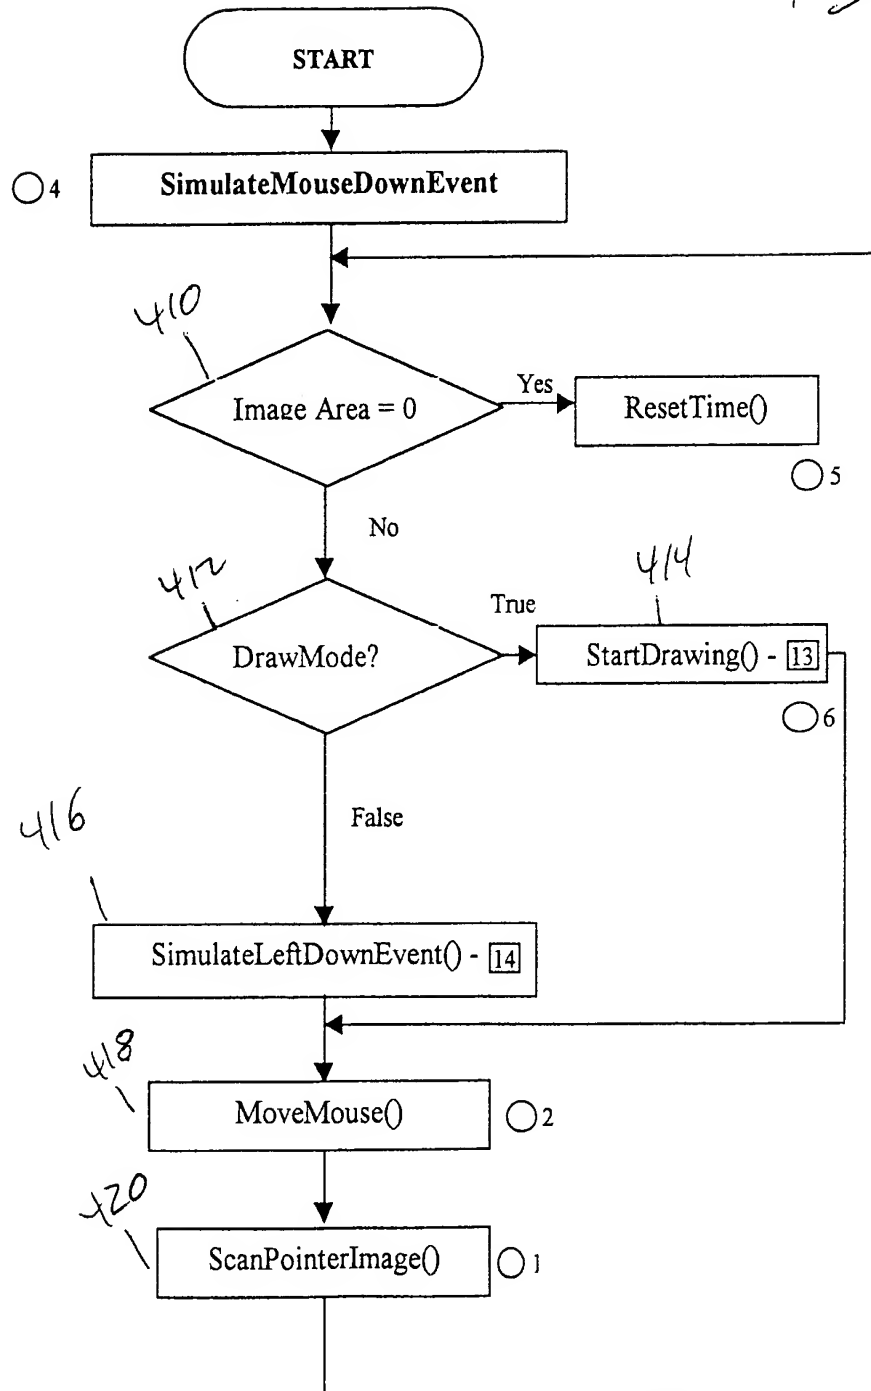 START
4
SimulateMouseDownEvent
410
Image Area = 0
Yes
ResetTime()
5
No
412
DrawMode?
True
414
StartDrawing() - 13
6
False
416
SimulateLeftDownEvent() - 14
418
MoveMouse()
2
420
ScanPointerImage()
1